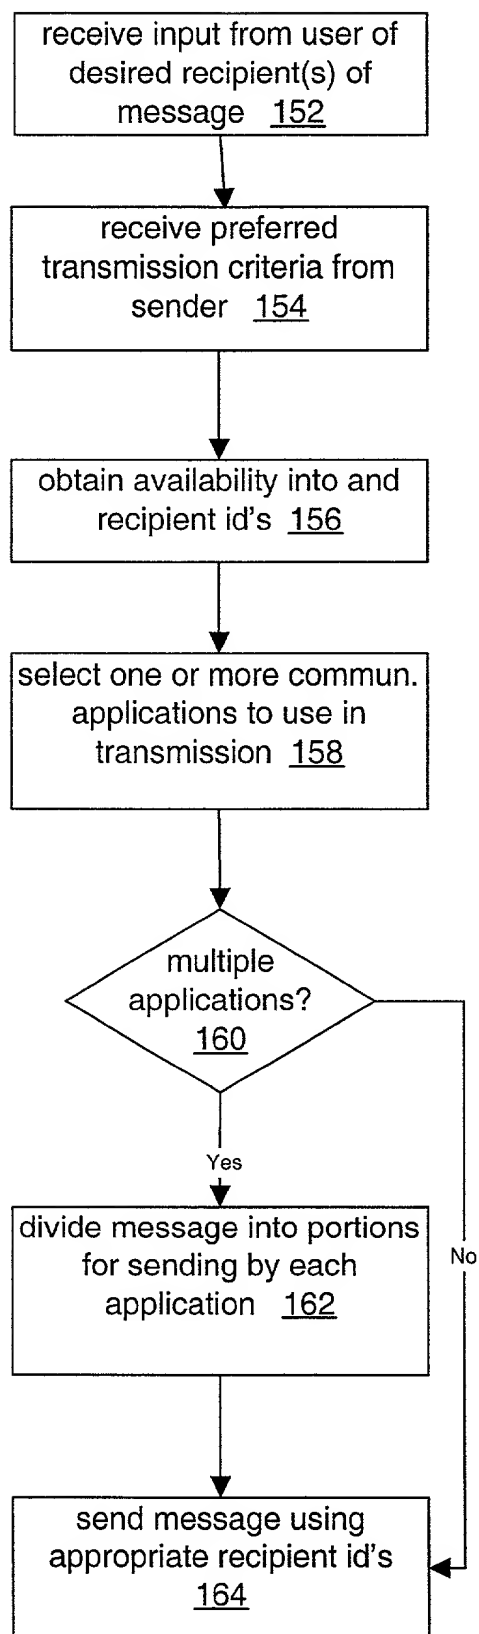 receive input from user of
desired recipient(s) of
message 152
receive preferred
transmission criteria from
sender 154
obtain availability into and
recipient id's 156
select one or more commun.
applications to use in
transmission 158
multiple
applications?
160
Yes
divide message into portions
for sending by each
application 162
No
send message using
appropriate recipient id's
164